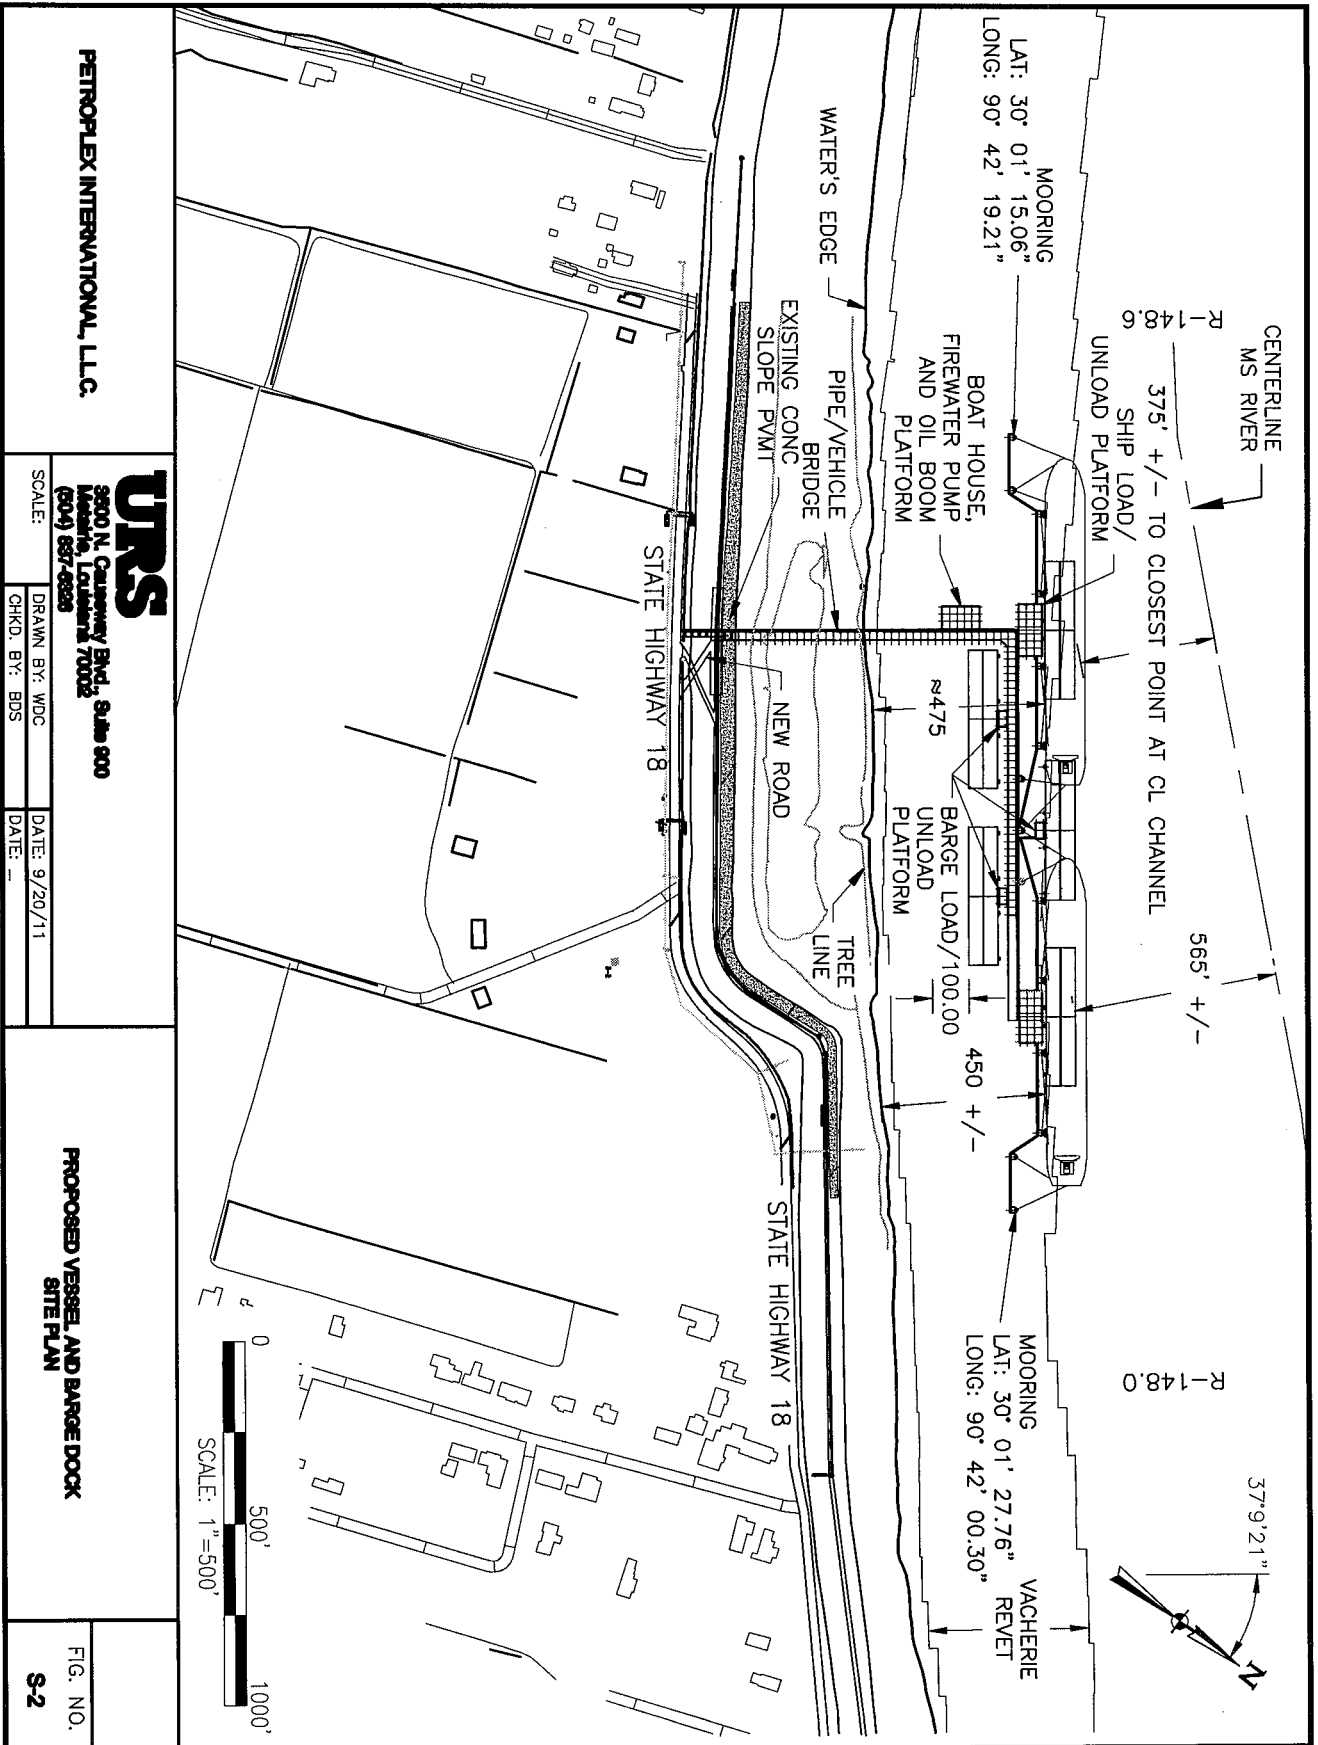 CENTERLINE
MS RIVER
R-148.6
375' +/- TO CLOSEST POINT AT CL CHANNEL
565' +/-
R-148.0
37°9'21"
N
SHIP LOAD/
UNLOAD PLATFORM
MOORING
LAT: 30° 01' 15.06"
LONG: 90° 42' 19.21"
BOAT HOUSE,
FIREWATER PUMP
AND OIL BOOM
PLATFORM
≈475
BARGE LOAD/
UNLOAD
PLATFORM
100.00
450 +/-
MOORING
LAT: 30° 01' 27.76"
LONG: 90° 42' 00.30"
VACHERIE
REVET
WATER'S EDGE
PIPE/VEHICLE
BRIDGE
EXISTING CONC
SLOPE PVMT
NEW ROAD
TREE
LINE
STATE HIGHWAY 18
STATE HIGHWAY 18
0
500'
1000'
SCALE: 1"=500'
PETROPLEX INTERNATIONAL, L.L.C.
URS
3500 N. Causeway Blvd., Suite 900
Metairie, Louisiana 70002
(504) 837-6326
SCALE:
DRAWN BY: WDC
DATE: 9/20/11
CHKD. BY: BDS
DATE: --
PROPOSED VESSEL AND BARGE DOCK
SITE PLAN
FIG. NO.
S-2